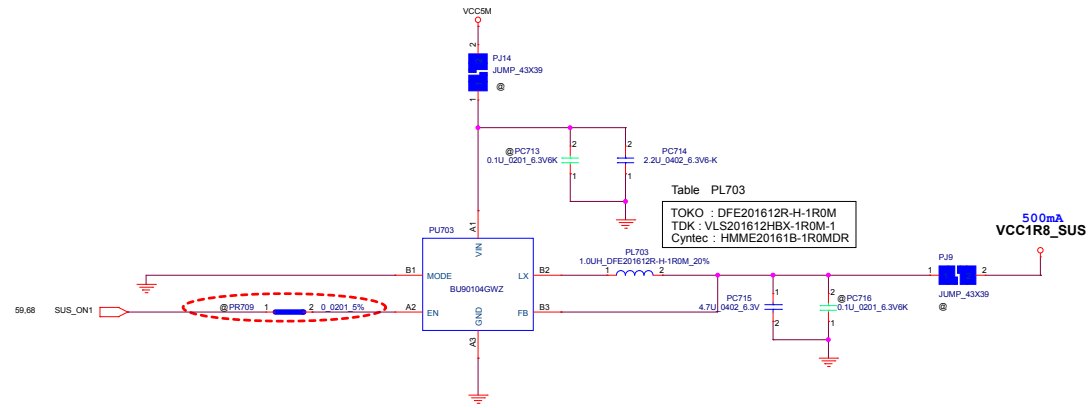 VCC5M
2
PJ14
JUMP_43X39
@
1
@PC713
0.1U_0201_6.3V6K
2
1
2
1
PC714
2.2U_0402_6.3V6-K
Table PL703
TOKO : DFE201612R-H-1R0M
TDK : VLS201612HBX-1R0M-1
Cyntec : HMME20161B-1R0MDR
500mA
VCC1R8_SUS
PU703
A1
VIN
B1
MODE
LX
B2
BU90104GWZ
A2
EN
FB
B3
GND
A3
PL703
1.0UH_DFE201612R-H-1R0M_20%
1
2
PJ9
1
2
JUMP_43X39
@
PC715
4.7U_0402_6.3V
1
2
@PC716
0.1U_0201_6.3V6K
2
1
59,68
SUS_ON1
@PR709
1
2
0_0201_5%